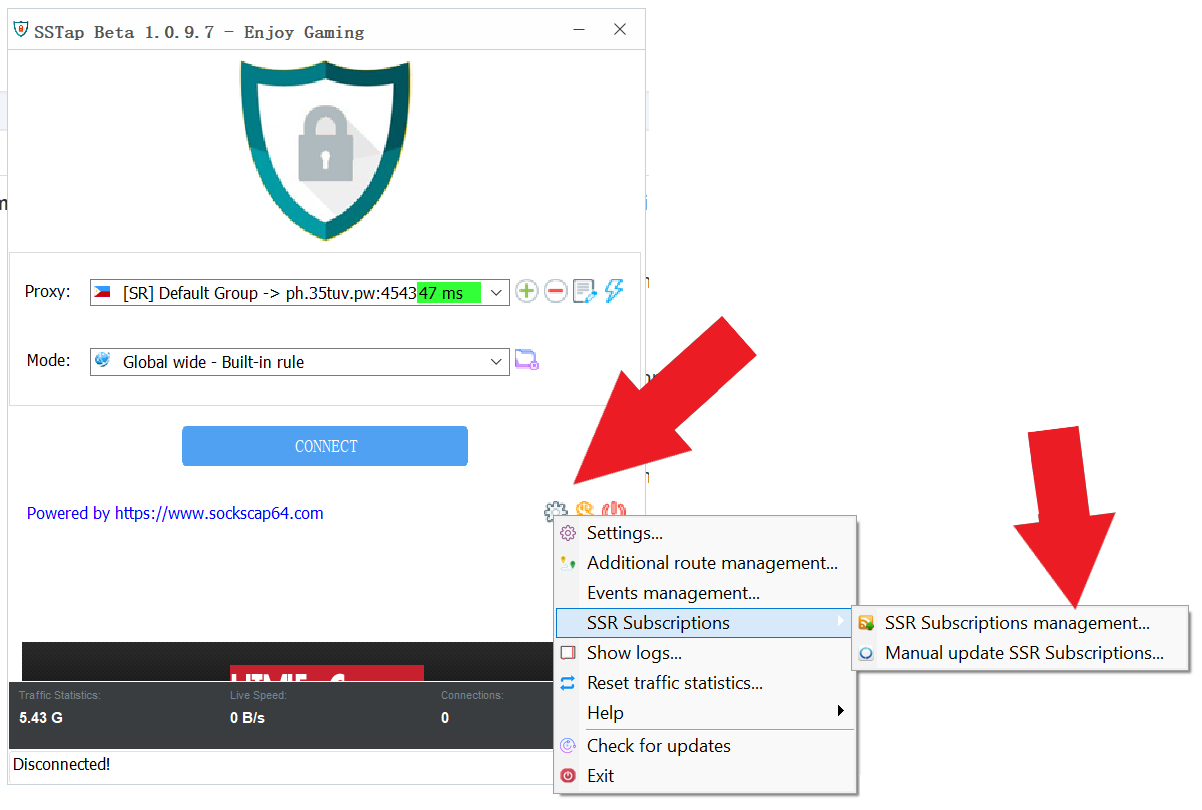 SSTap Beta 1.0.9.7 - Enjoy Gaming
Proxy: [SR] Default Group -> ph.35tuv.pw:4543 47 ms
Mode: Global wide - Built-in rule
CONNECT
Powered by https://www.sockscap64.com
Settings...
Additional route management...
Events management...
SSR Subscriptions
SSR Subscriptions management...
Manual update SSR Subscriptions...
Show logs...
Reset traffic statistics...
Help
Check for updates
Exit
Traffic Statistics: Live Speed: Connections:
5.43 G 0 B/s 0
Disconnected!